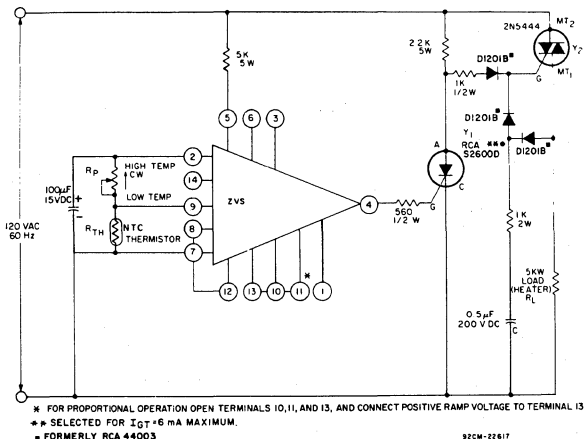 2N5444
MT2
Y2
MT1
G
5K
5W
2.2K
5W
1K
1/2W
D1201B■
D1201B■
D1201B■
Y1
RCA **●
S2600D
A
C
G
5
6
3
2
14
9
8
7
12
13
10
11
*
1
4
ZVS
560
1/2 W
RP
HIGH TEMP
CW
LOW TEMP
100μF
15VDC
+
-
RTH
NTC
THERMISTOR
120 VAC
60 Hz
1K
2W
0.5μF
200 VDC
C
5KW
LOAD
(HEATER)
RL
* FOR PROPORTIONAL OPERATION OPEN TERMINALS 10,11, AND 13, AND CONNECT POSITIVE RAMP VOLTAGE TO TERMINAL 13
** SELECTED FOR IGT=6 mA MAXIMUM.
■ FORMERLY RCA 44003
92CM-22617